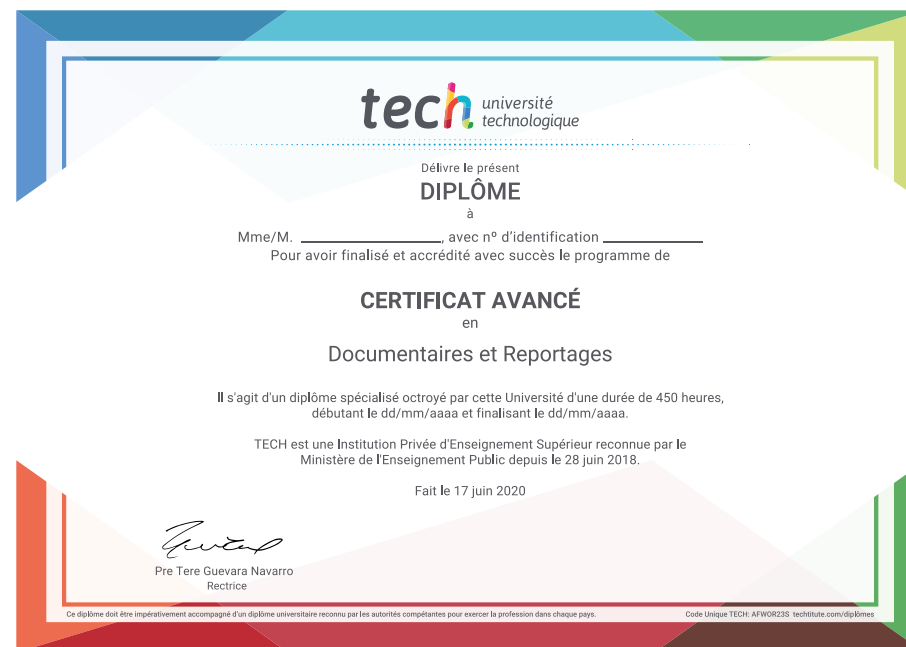 tech université
technologique
Délivre le présent
DIPLÔME
à
Mme/M. ____________________, avec nº d'identification ______________
Pour avoir finalisé et accrédité avec succès le programme de
CERTIFICAT AVANCÉ
en
Documentaires et Reportages
Il s'agit d'un diplôme spécialisé octroyé par cette Université d'une durée de 450 heures,
débutant le dd/mm/aaaa et finalisant le dd/mm/aaaa.
TECH est une Institution Privée d'Enseignement Supérieur reconnue par le
Ministère de l'Enseignement Public depuis le 28 juin 2018.
Fait le 17 juin 2020
Pre Tere Guevara Navarro
Rectrice
Ce diplôme doit être impérativement accompagné d'un diplôme universitaire reconnu par les autorités compétantes pour exercer la profession dans chaque pays.
Code Unique TECH: AFWOR23S techtitute.com/diplômes